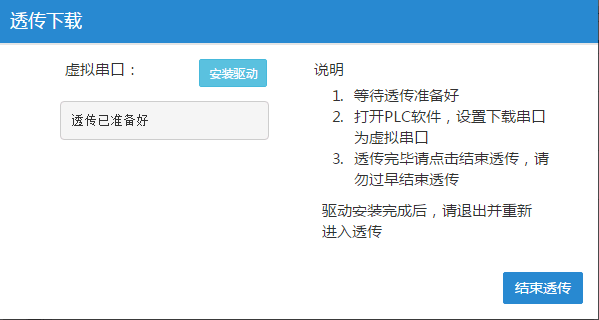 透传下载
虚拟串口：
安装驱动
透传已准备好
说明
1. 等待透传准备好
2. 打开PLC软件，设置下载串口
为虚拟串口
3. 透传完毕请点击结束透传，请
勿过早结束透传
驱动安装完成后，请退出并重新
进入透传
结束透传